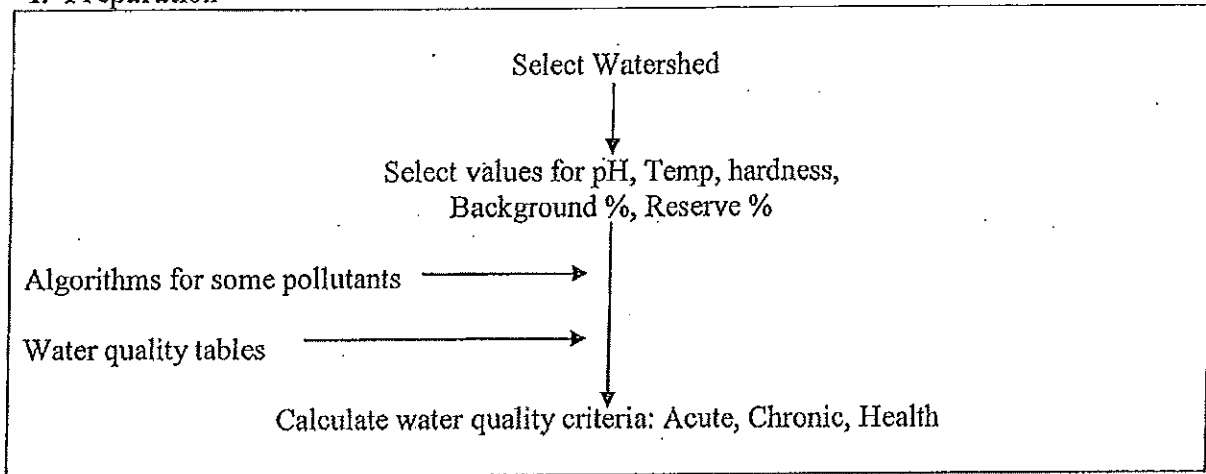 Select Watershed
Select values for pH, Temp, hardness,
Background %, Reserve %
Algorithms for some pollutants
Water quality tables
Calculate water quality criteria: Acute, Chronic, Health